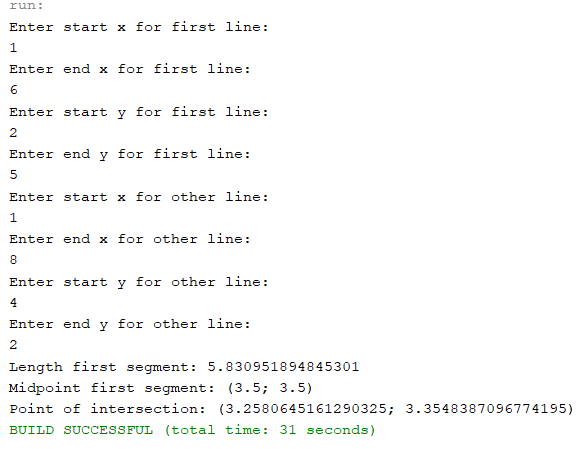 run:
Enter start x for first line:
1
Enter end x for first line:
6
Enter start y for first line:
2
Enter end y for first line:
5
Enter start x for other line:
1
Enter end x for other line:
8
Enter start y for other line:
4
Enter end y for other line:
2
Length first segment: 5.830951894845301
Midpoint first segment: (3.5; 3.5)
Point of intersection: (3.2580645161290325; 3.3548387096774195)
BUILD SUCCESSFUL (total time: 31 seconds)